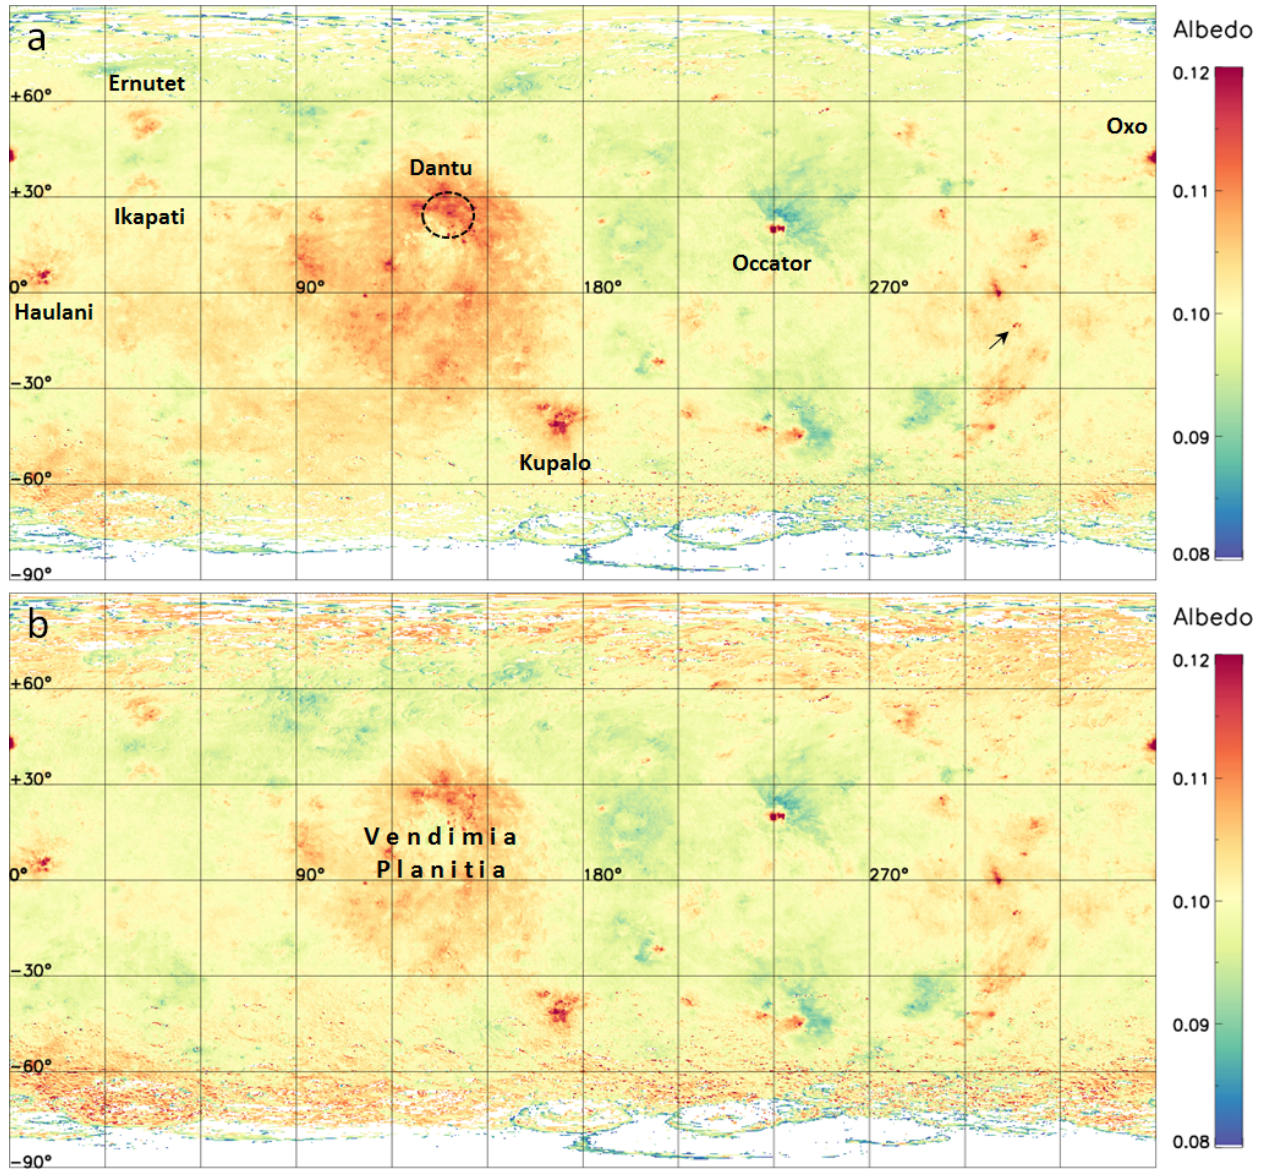 a
Albedo
0.12
Ernutet
+60°
Oxo
Dantu
+30°
0.11
Ikapati
Occator
0°
90°
180°
270°
Haulani
0.10
−30°
0.09
Kupalo
−60°
0.08
−90°
b
Albedo
0.12
+60°
+30°
0.11
Vendimia
Planitia
0°
90°
180°
270°
0.10
−30°
0.09
−60°
0.08
−90°